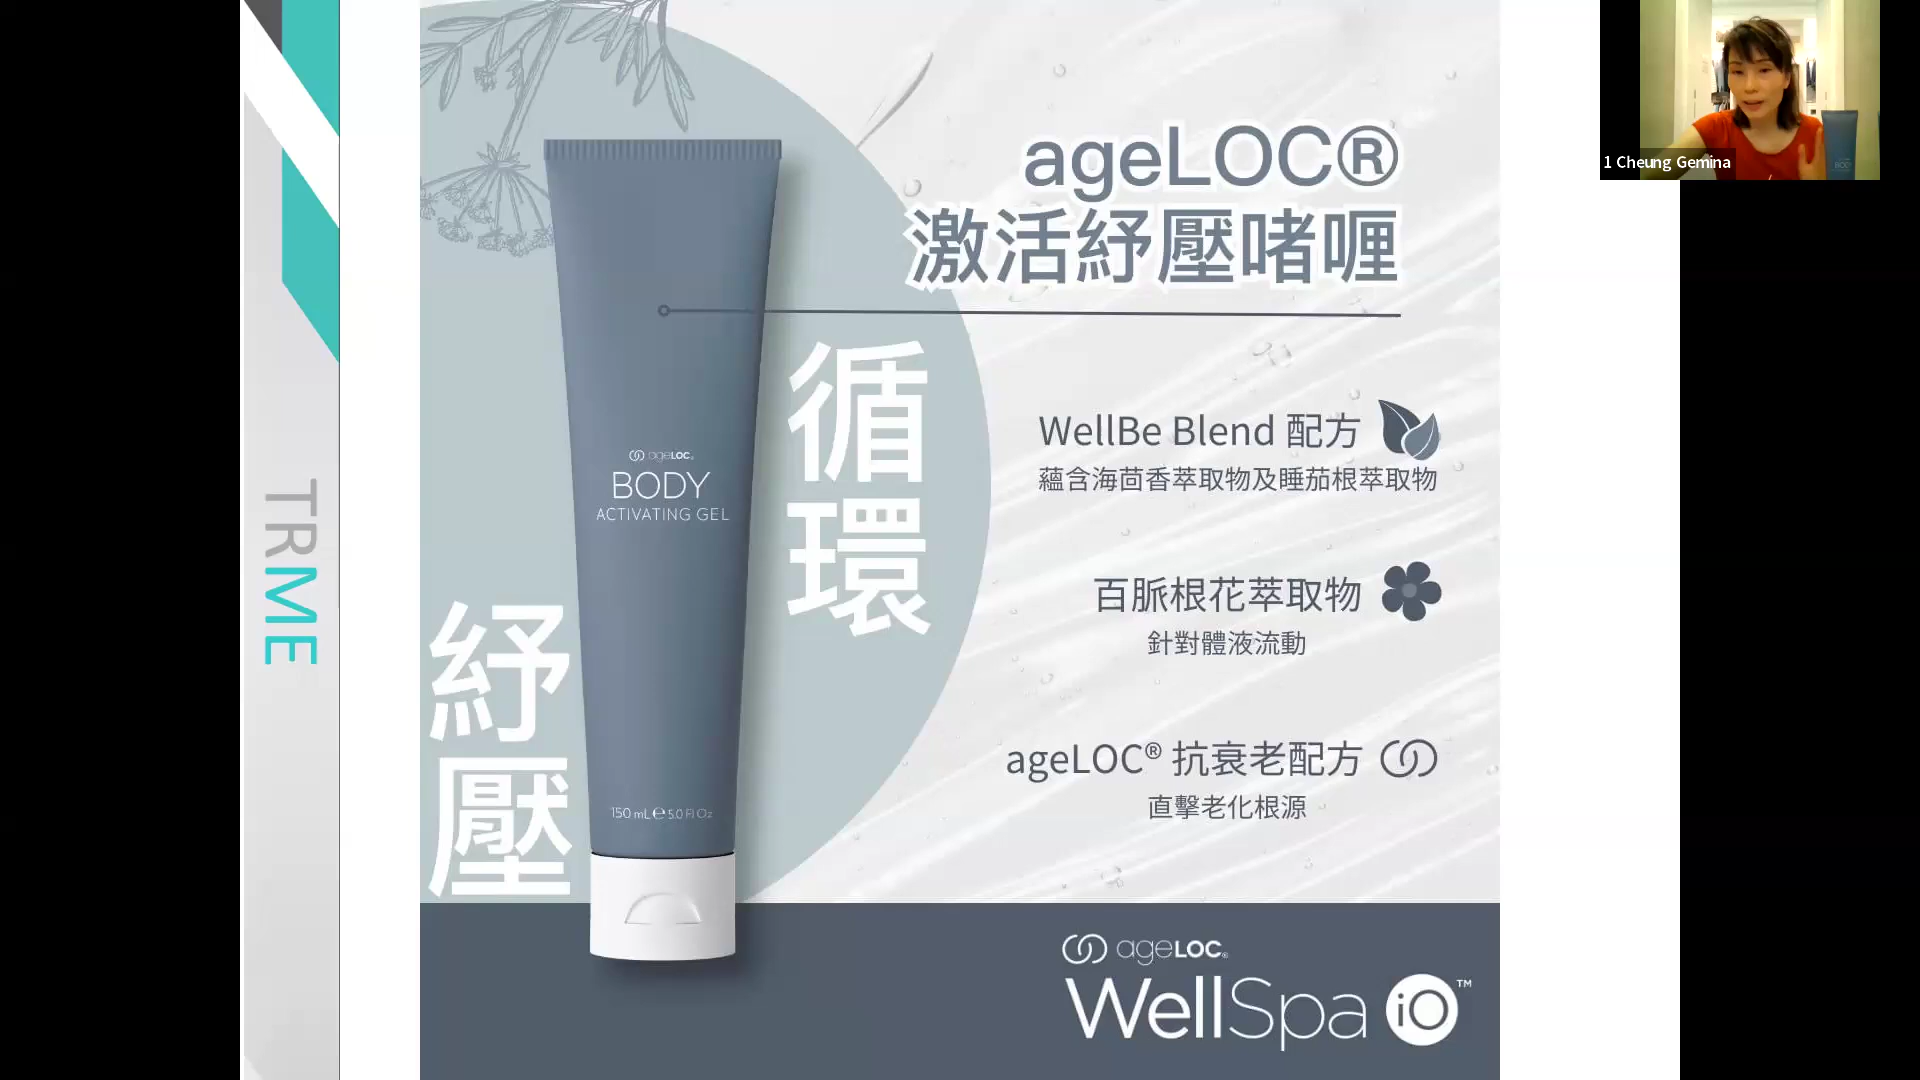 TRME
ageLOC®
激活紓壓啫喱
循環
紓壓
ageLOC®
BODY
ACTIVATING GEL
150 mL ℮ 5.0 Fl Oz
WellBe Blend 配方
蘊含海茴香萃取物及睡茄根萃取物
百脈根花萃取物
針對體液流動
ageLOC® 抗衰老配方
直擊老化根源
ageLOC®
WellSpa iO™
1 Cheung Gemina
BODY